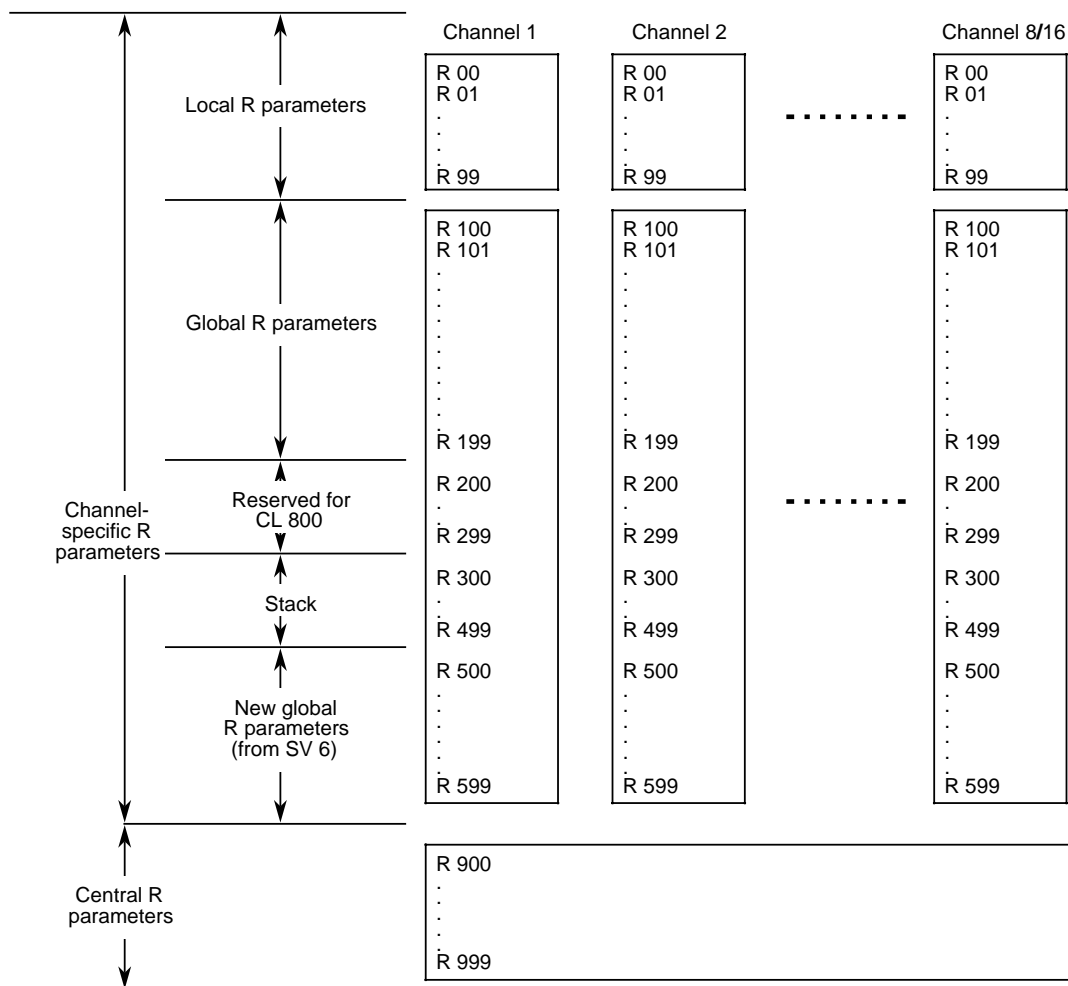 Channel 1
Channel 2
Channel 8/16
Local R parameters
R 00
R 01
.
.
.
.
R 99
R 00
R 01
.
.
.
.
R 99
R 00
R 01
.
.
.
.
R 99
Global R parameters
R 100
R 101
.
.
.
.
.
.
.
.
.
.
.
R 199
R 100
R 101
.
.
.
.
.
.
.
.
.
.
.
R 199
R 100
R 101
.
.
.
.
.
.
.
.
.
.
.
R 199
Channel-
specific R
parameters
Reserved for
CL 800
R 200
.
.
R 299
R 200
.
.
R 299
R 200
.
.
R 299
Stack
R 300
.
.
R 499
R 300
.
.
R 499
R 300
.
.
R 499
New global
R parameters
(from SV 6)
R 500
.
.
.
.
.
.
R 599
R 500
.
.
.
.
.
.
R 599
R 500
.
.
.
.
.
.
R 599
Central R
parameters
R 900
.
.
.
.
.
R 999